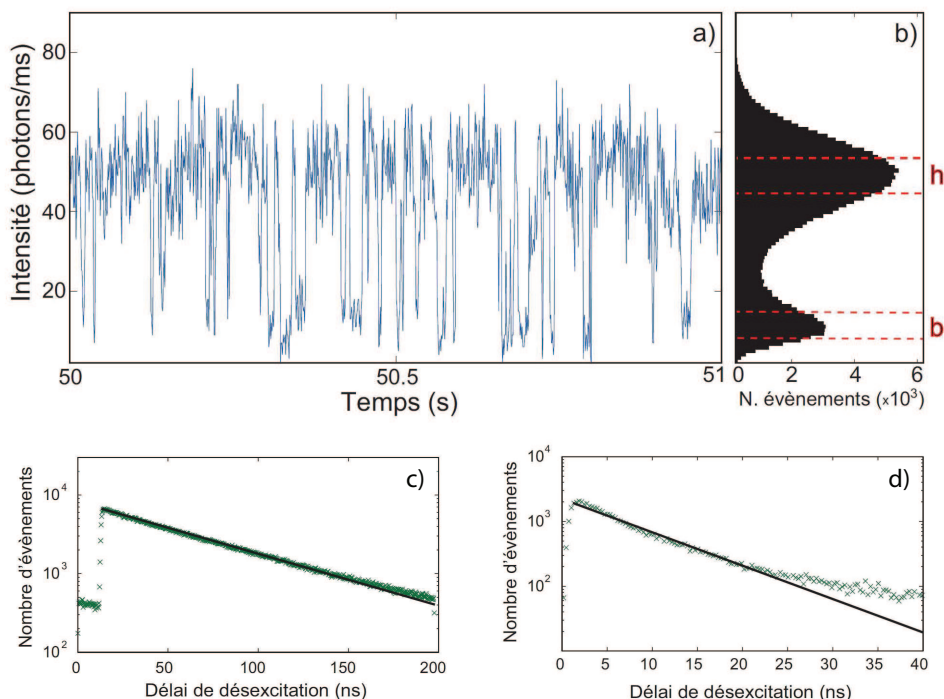 a)
Intensité (photons/ms)
80
60
40
20
50
50.5
51
Temps (s)
b)
h
b
0
2
4
6
N. évènements (×10³)
c)
Nombre d'évènements
10⁴
10³
10²
0
50
100
150
200
Délai de désexcitation (ns)
d)
Nombre d'évènements
10⁴
10³
10²
0
5
10
15
20
25
30
35
40
Délai de désexcitation (ns)